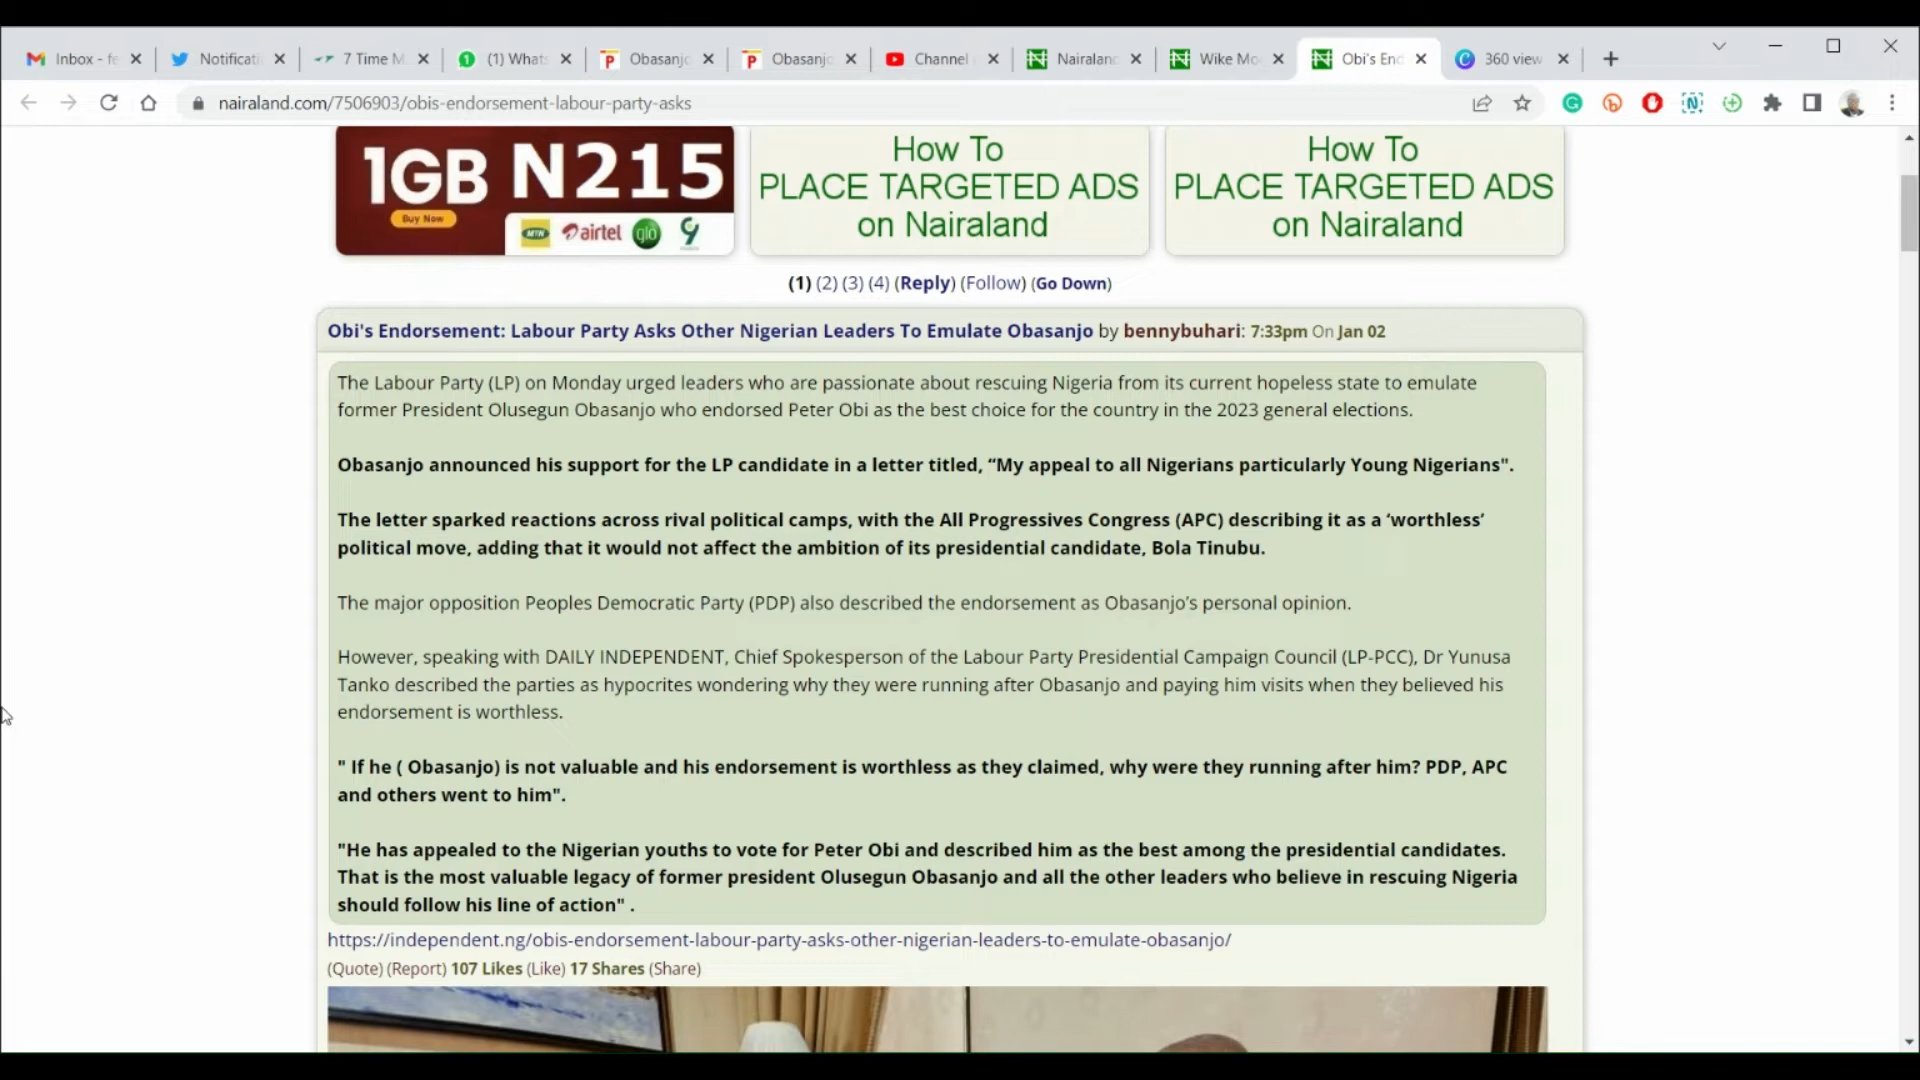 Inbox - fe
Notificati
7 Time M
(1) What
Obasanjo
Obasanjo
Channel
Nairaland
Wike Mo
Obi's End
360 view
nairaland.com/7506903/obis-endorsement-labour-party-asks
1GB N215
Buy Now
MTN airtel glo 9
How To
PLACE TARGETED ADS
on Nairaland
How To
PLACE TARGETED ADS
on Nairaland
(1) (2) (3) (4) (Reply) (Follow) (Go Down)
Obi's Endorsement: Labour Party Asks Other Nigerian Leaders To Emulate Obasanjo by bennybuhari: 7:33pm On Jan 02
The Labour Party (LP) on Monday urged leaders who are passionate about rescuing Nigeria from its current hopeless state to emulate
former President Olusegun Obasanjo who endorsed Peter Obi as the best choice for the country in the 2023 general elections.
Obasanjo announced his support for the LP candidate in a letter titled, “My appeal to all Nigerians particularly Young Nigerians".
The letter sparked reactions across rival political camps, with the All Progressives Congress (APC) describing it as a ‘worthless’
political move, adding that it would not affect the ambition of its presidential candidate, Bola Tinubu.
The major opposition Peoples Democratic Party (PDP) also described the endorsement as Obasanjo’s personal opinion.
However, speaking with DAILY INDEPENDENT, Chief Spokesperson of the Labour Party Presidential Campaign Council (LP-PCC), Dr Yunusa
Tanko described the parties as hypocrites wondering why they were running after Obasanjo and paying him visits when they believed his
endorsement is worthless.
" If he ( Obasanjo) is not valuable and his endorsement is worthless as they claimed, why were they running after him? PDP, APC
and others went to him".
"He has appealed to the Nigerian youths to vote for Peter Obi and described him as the best among the presidential candidates.
That is the most valuable legacy of former president Olusegun Obasanjo and all the other leaders who believe in rescuing Nigeria
should follow his line of action" .
https://independent.ng/obis-endorsement-labour-party-asks-other-nigerian-leaders-to-emulate-obasanjo/
(Quote) (Report) 107 Likes (Like) 17 Shares (Share)